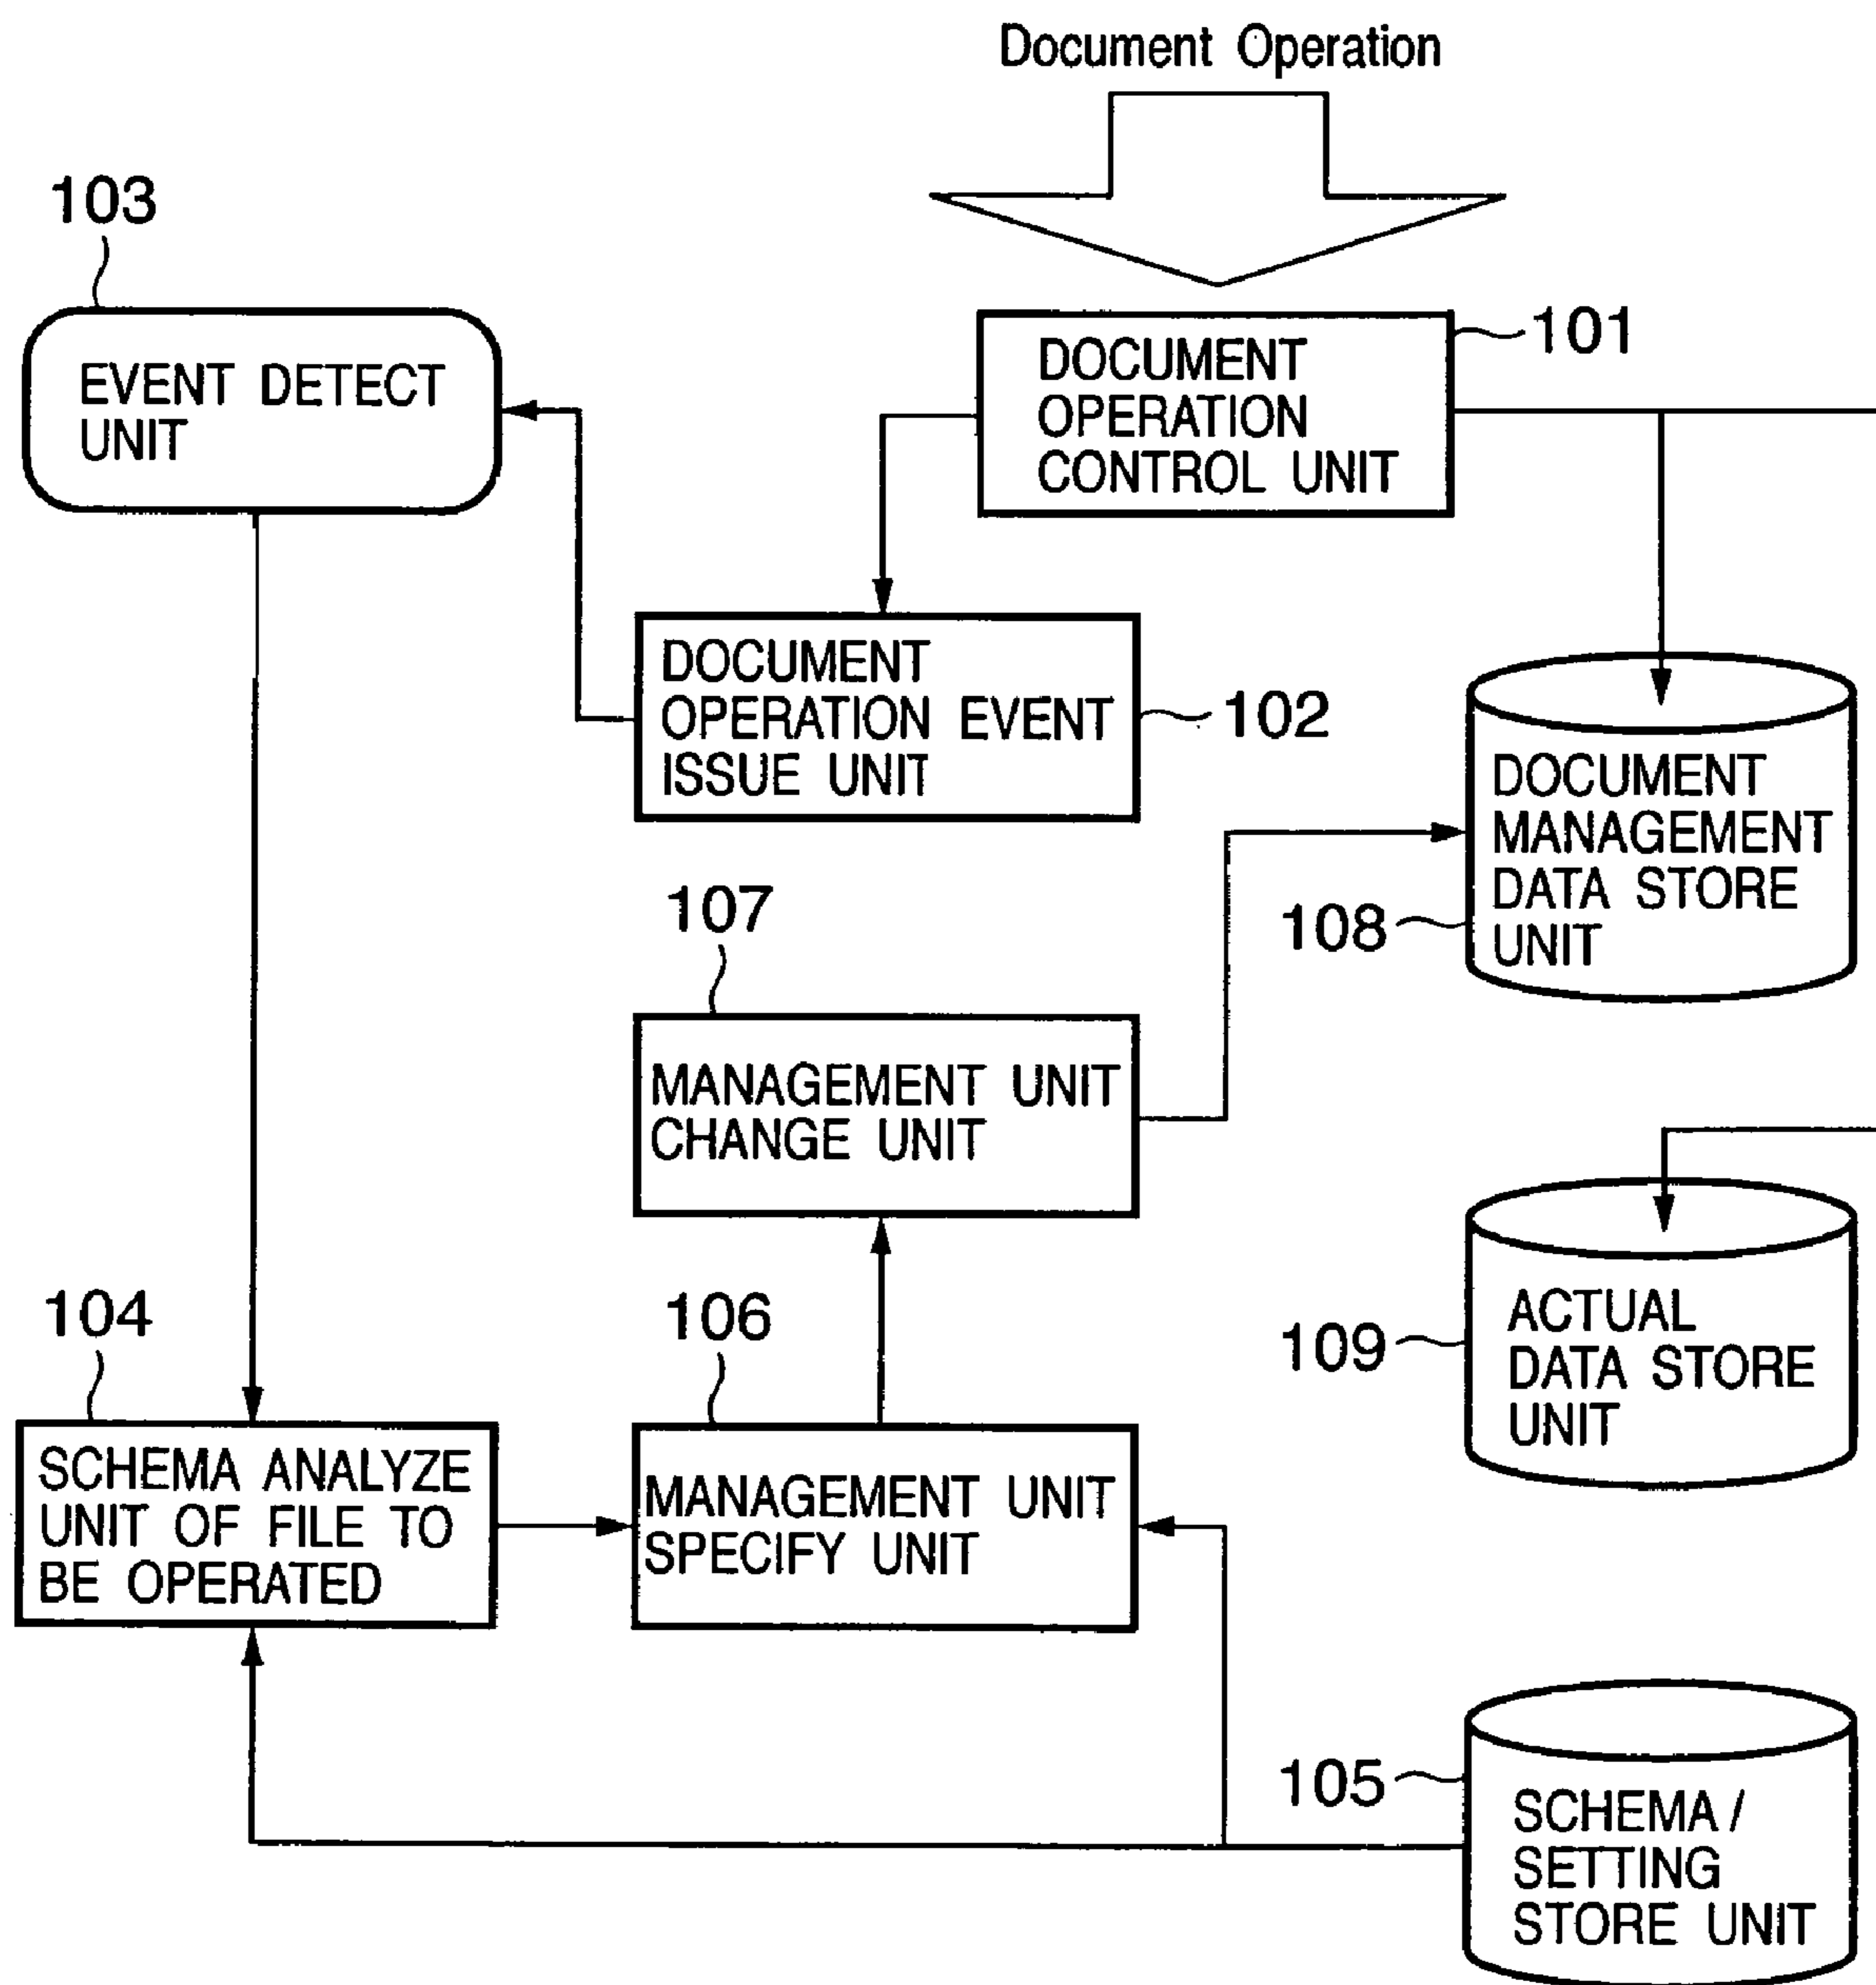 Document Operation
103
EVENT DETECT
UNIT
101
DOCUMENT
OPERATION
CONTROL UNIT
DOCUMENT
OPERATION EVENT
ISSUE UNIT
102
DOCUMENT
MANAGEMENT
DATA STORE
UNIT
108
107
MANAGEMENT UNIT
CHANGE UNIT
104
SCHEMA ANALYZE
UNIT OF FILE TO
BE OPERATED
106
MANAGEMENT UNIT
SPECIFY UNIT
109
ACTUAL
DATA STORE
UNIT
105
SCHEMA /
SETTING
STORE UNIT